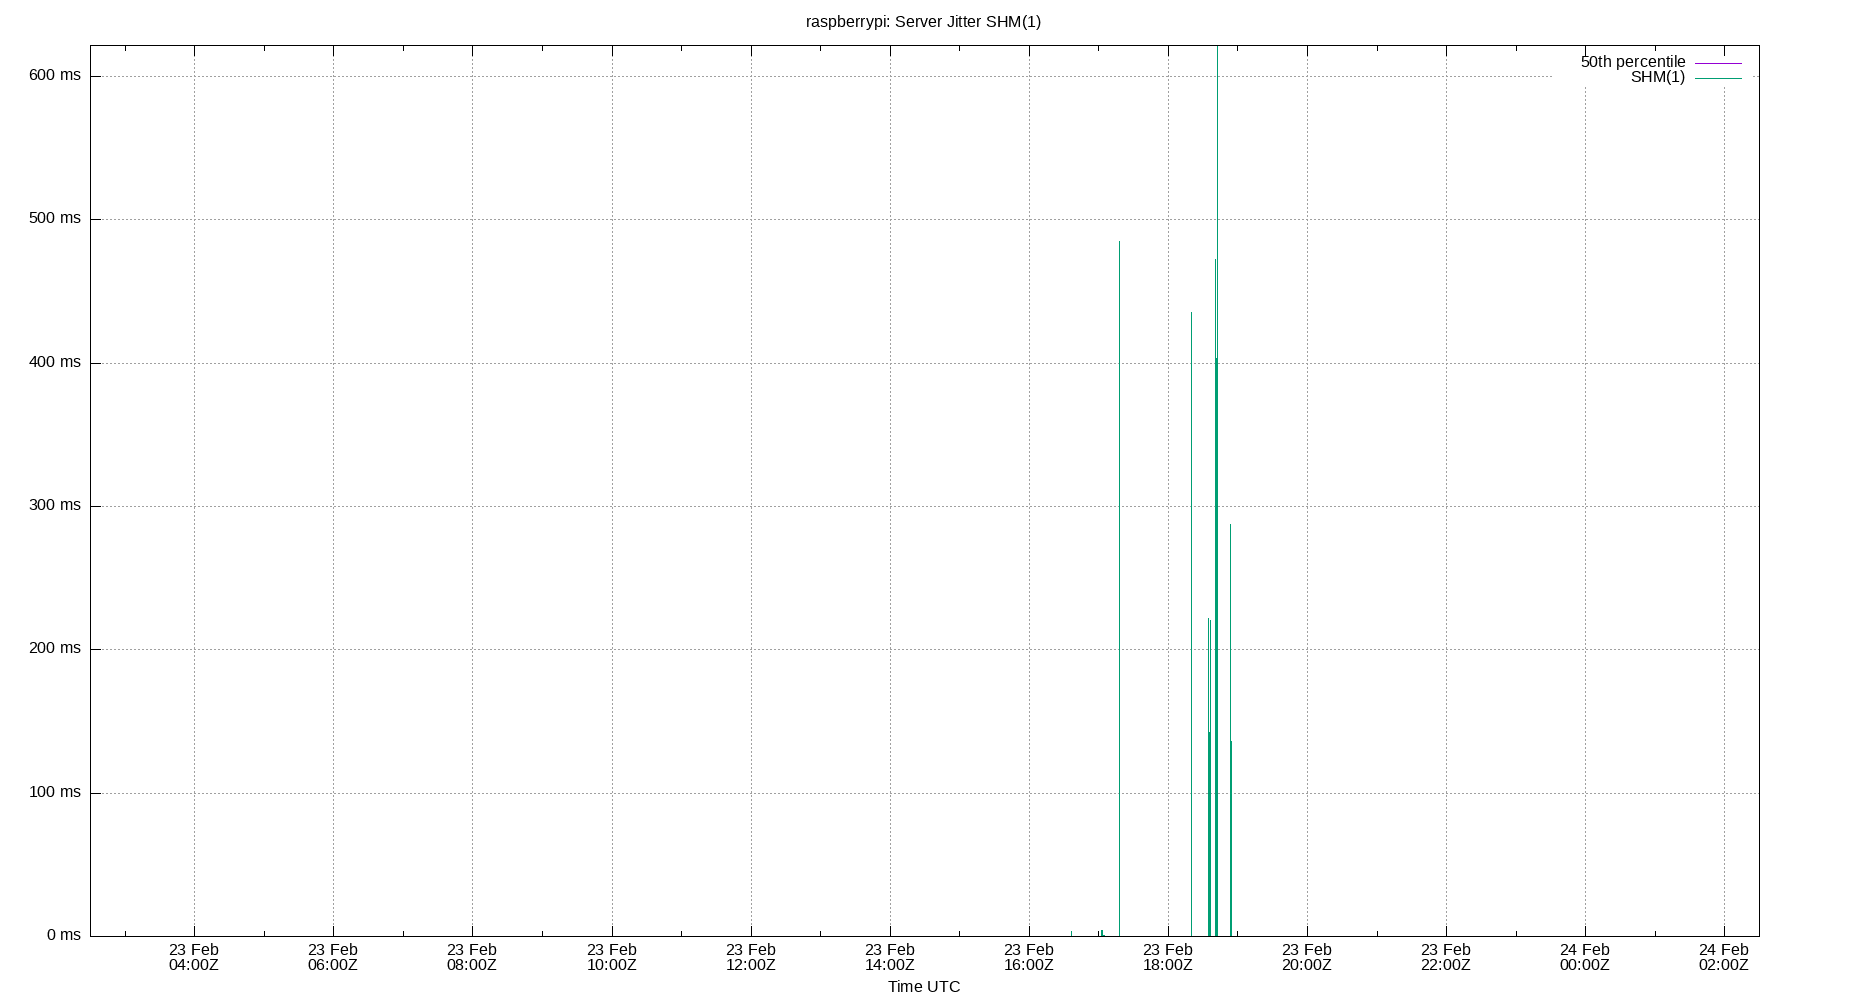 raspberrypi: Server Jitter SHM(1)
50th percentile
SHM(1)
600 ms
500 ms
400 ms
300 ms
200 ms
100 ms
0 ms
23 Feb 23 Feb 23 Feb 23 Feb 23 Feb 23 Feb 23 Feb 23 Feb 23 Feb 23 Feb 24 Feb 24 Feb
04:00Z 06:00Z 08:00Z 10:00Z 12:00Z 14:00Z 16:00Z 18:00Z 20:00Z 22:00Z 00:00Z 02:00Z
Time UTC